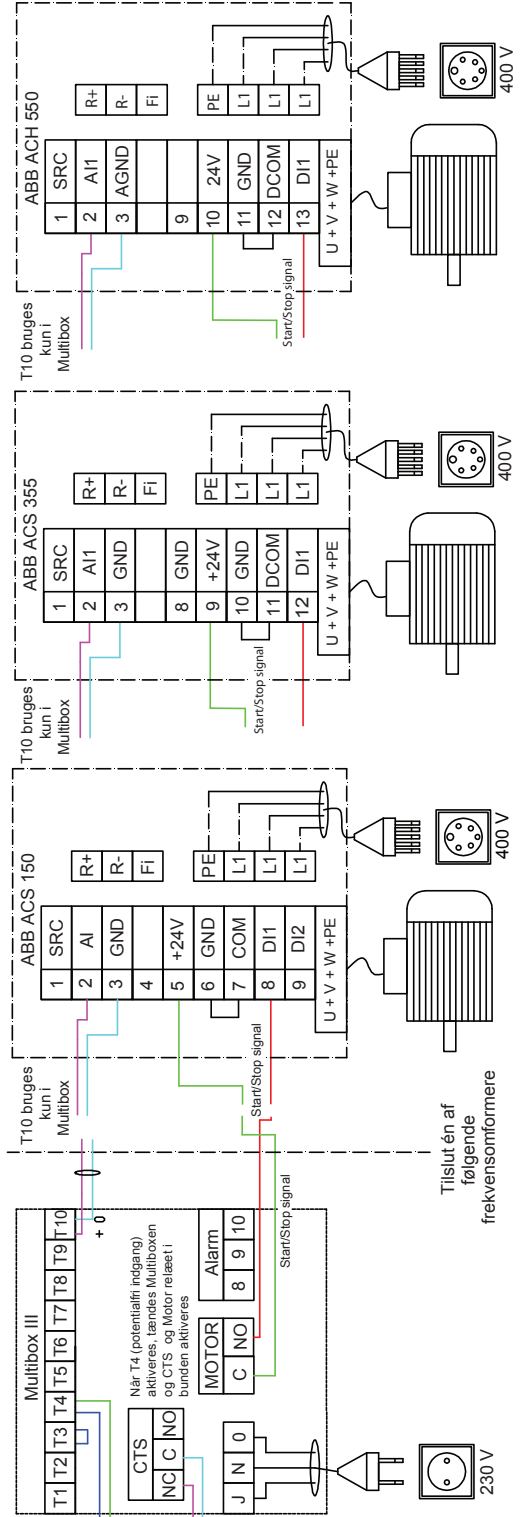 Multibox III
T1 T2 T3 T4 T5 T6 T7 T8 T9 T10
+ 0
Når T4 (potentialfri indgang)
aktiveres, tændes Multiboxen
og CTS og Motor relæet i
bunden aktiveres
CTS
NC C NO
MOTOR
C NO
Alarm
8 9 10
J N 0
Start/Stop signal
230 V
Tilslut én af
følgende
frekvensomformere
T10 bruges
kun i
Multibox
ABB ACS 150
1 SRC
2 AI
3 GND
4
5 +24V
6 GND
7 COM
8 DI1
9 DI2
U + V + W +PE
R+
R-
Fi
PE
L1
L1
L1
Start/Stop signal
400 V
T10 bruges
kun i
Multibox
ABB ACS 355
1 SRC
2 AI1
3 GND
8 GND
9 +24V
10 GND
11 DCOM
12 DI1
U + V + W +PE
R+
R-
Fi
PE
L1
L1
L1
Start/Stop signal
400 V
T10 bruges
kun i
Multibox
ABB ACH 550
1 SRC
2 AI1
3 AGND
9
10 24V
11 GND
12 DCOM
13 DI1
U + V + W +PE
R+
R-
Fi
PE
L1
L1
L1
Start/Stop signal
400 V